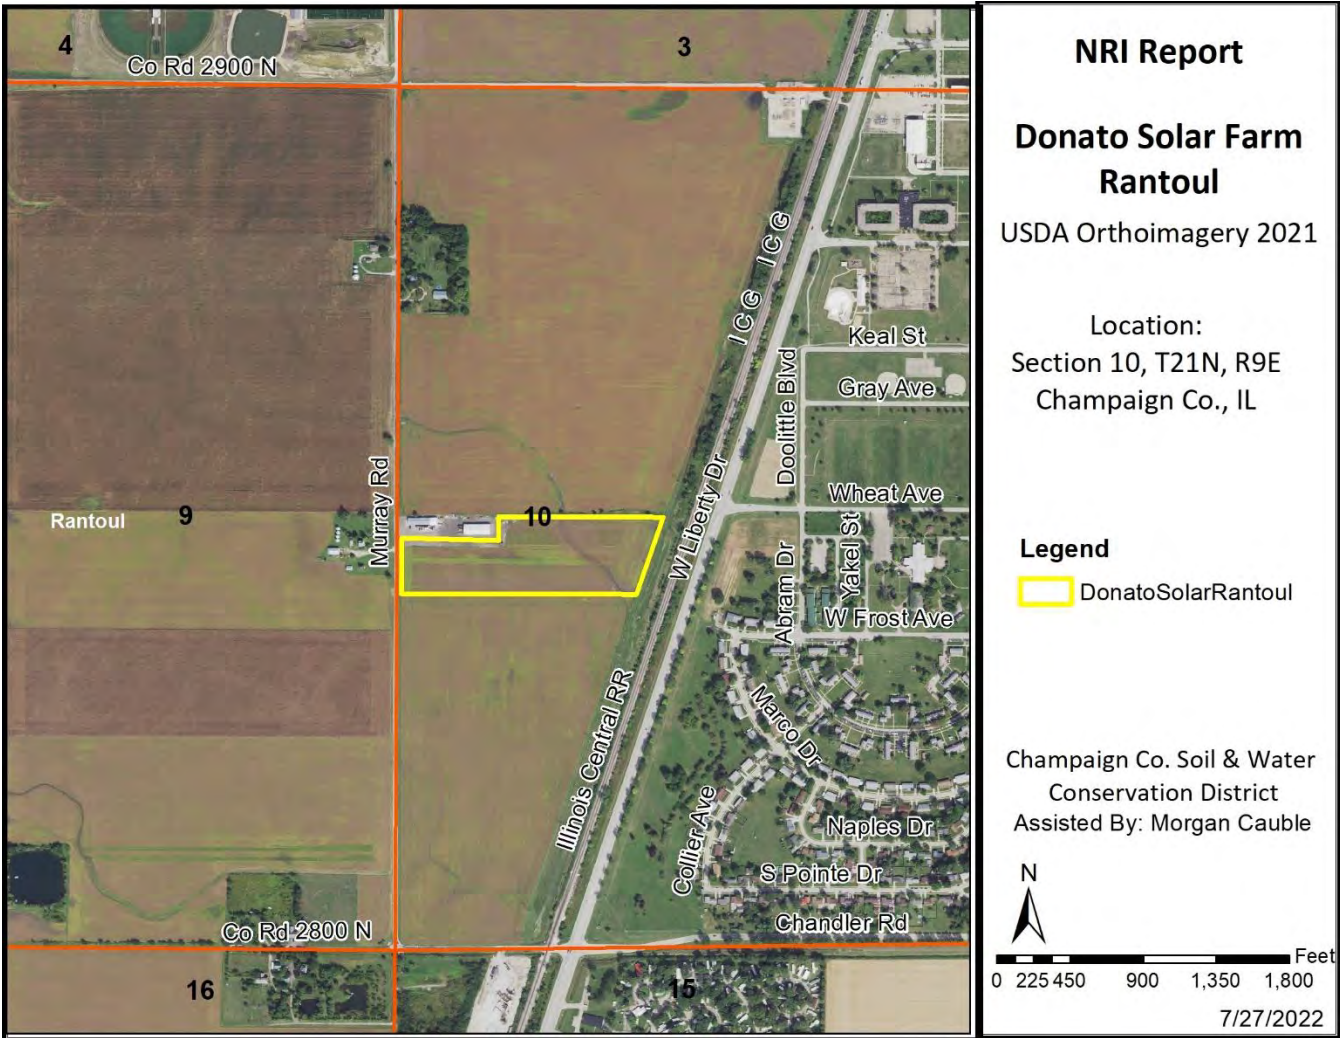 4
3
Co Rd 2900 N
I C G
I C G
Keal St
Gray Ave
Doolittle Blvd
Murray Rd
W Liberty Dr
Wheat Ave
Rantoul
9
10
Abram Dr
Yakel St
W Frost Ave
Illinois Central RR
Marco Dr
Collier Ave
Naples Dr
S Pointe Dr
Chandler Rd
Co Rd 2800 N
16
15
NRI Report
Donato Solar Farm
Rantoul
USDA Orthoimagery 2021
Location:
Section 10, T21N, R9E
Champaign Co., IL
Legend
DonatoSolarRantoul
Champaign Co. Soil & Water
Conservation District
Assisted By: Morgan Cauble
N
Feet
0 225 450 900 1,350 1,800
7/27/2022